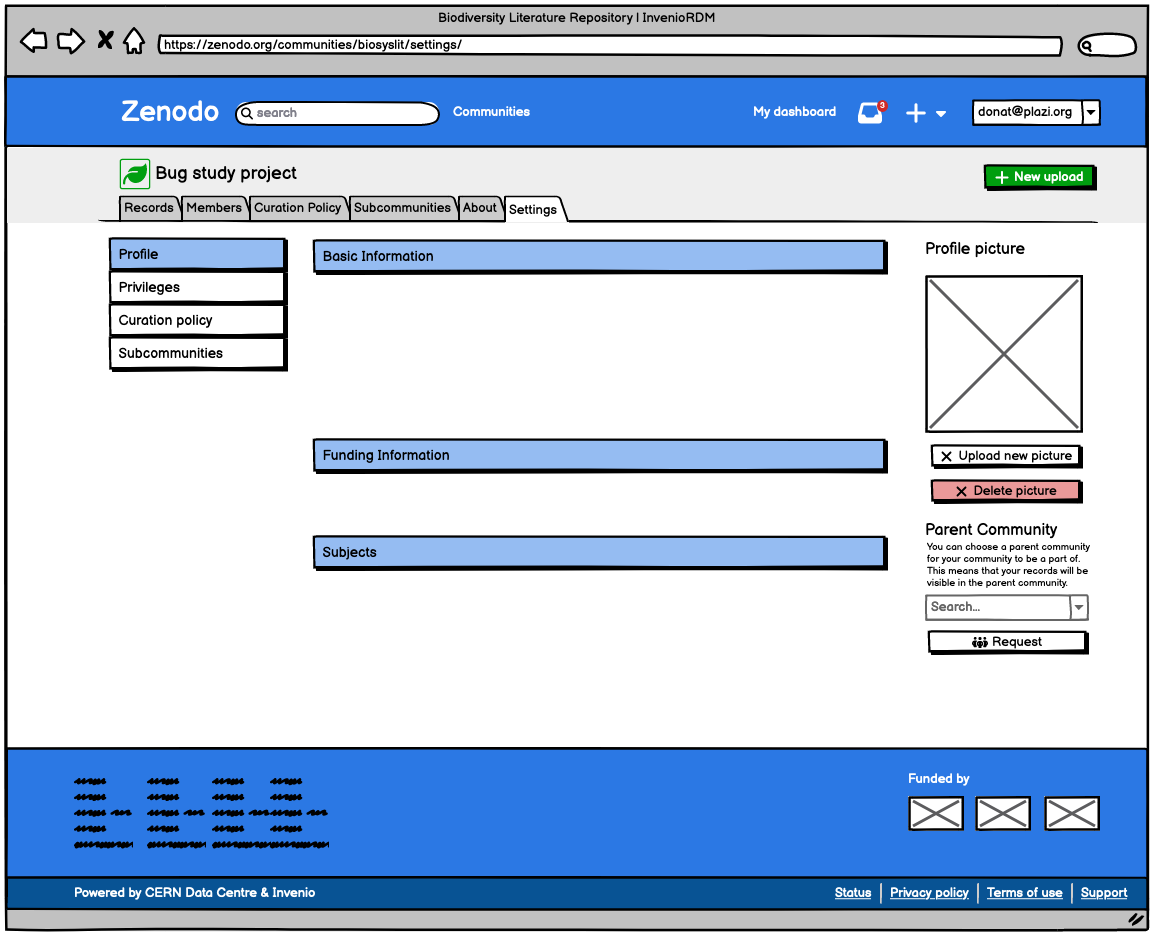 Biodiversity Literature Repository | InvenioRDM
https://zenodo.org/communities/biosyslit/settings/
Zenodo
search
Communities
My dashboard
3
donat@plazi.org
Bug study project
New upload
Records
Members
Curation Policy
Subcommunities
About
Settings
Profile
Privileges
Curation policy
Subcommunities
Basic Information
Funding Information
Subjects
Profile picture
Upload new picture
Delete picture
Parent Community
You can choose a parent community
for your community to be a part of.
This means that your records will be
visible in the parent community.
Search...
Request
Funded by
Powered by CERN Data Centre & Invenio
Status
Privacy policy
Terms of use
Support